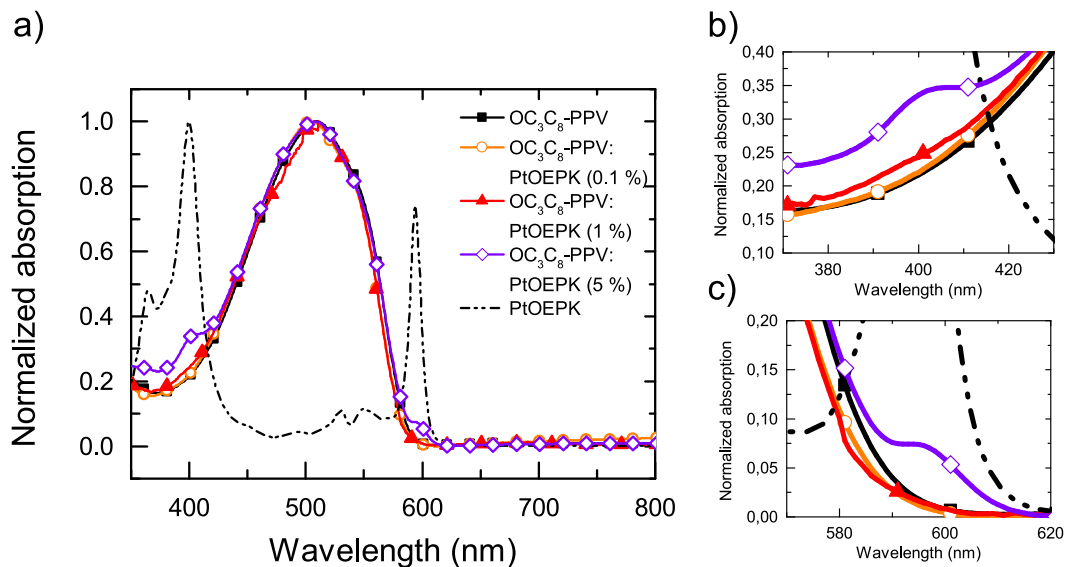 a)
Normalized absorption
1.0
0.8
0.6
0.4
0.2
0.0
400
500
600
700
800
Wavelength (nm)
OC₃C₈-PPV
OC₃C₈-PPV:
PtOEPK (0.1 %)
OC₃C₈-PPV:
PtOEPK (1 %)
OC₃C₈-PPV:
PtOEPK (5 %)
PtOEPK
b)
Normalized absorption
0,40
0,35
0,30
0,25
0,20
0,15
0,10
380
400
420
Wavelength (nm)
c)
Normalized absorption
0,20
0,15
0,10
0,05
0,00
580
600
620
Wavelength (nm)